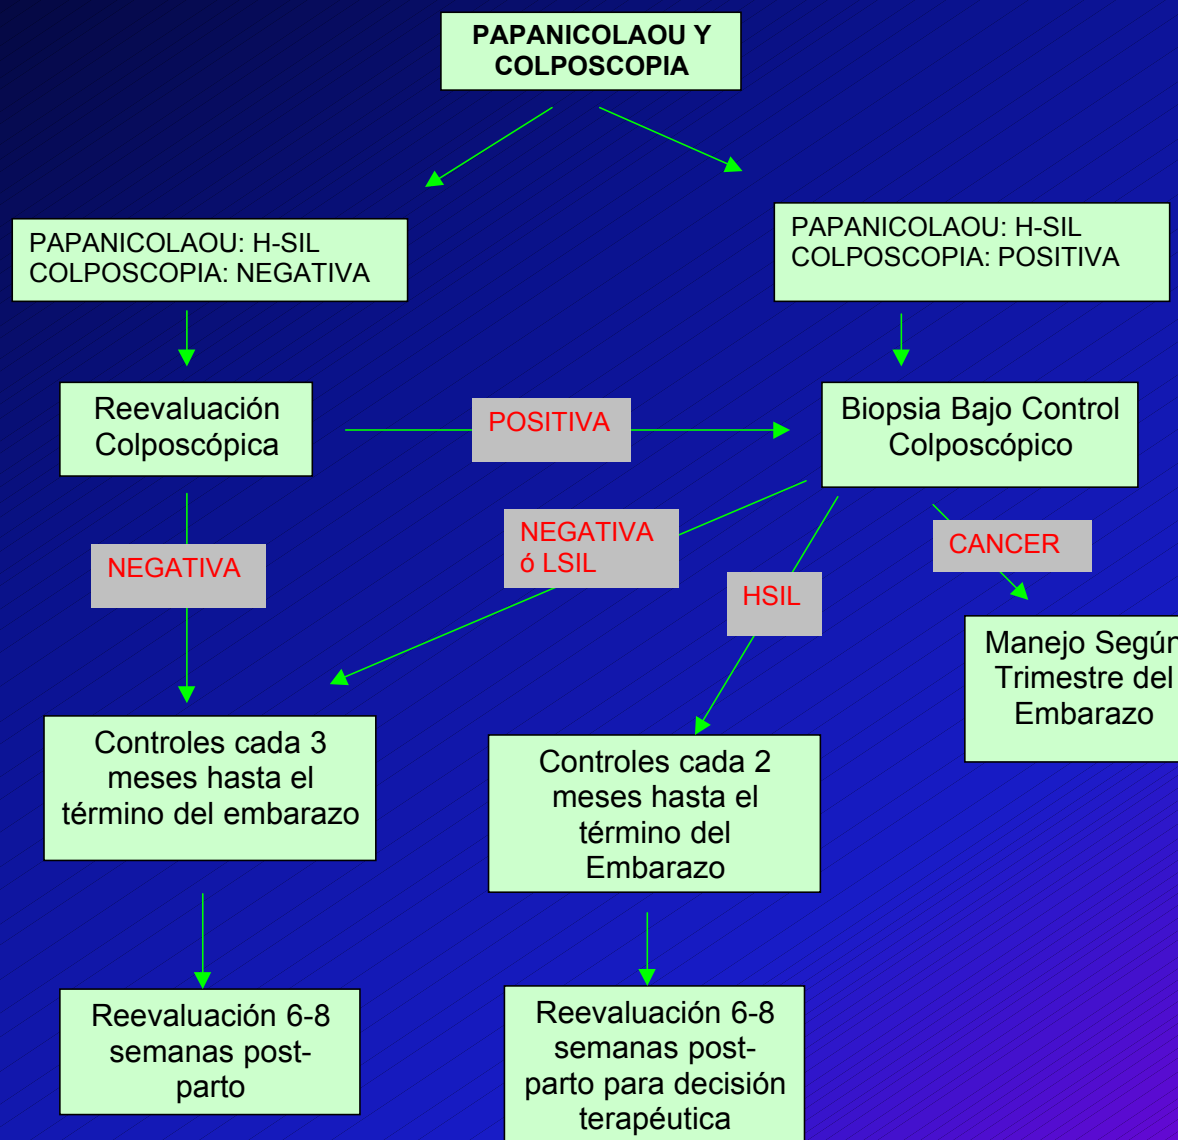 PAPANICOLAOU Y
COLPOSCOPIA
PAPANICOLAOU: H-SIL
COLPOSCOPIA: NEGATIVA
PAPANICOLAOU: H-SIL
COLPOSCOPIA: POSITIVA
Reevaluación
Colposcópica
POSITIVA
Biopsia Bajo Control
Colposcópico
NEGATIVA
NEGATIVA
ó LSIL
HSIL
CANCER
Manejo Según
Trimestre del
Embarazo
Controles cada 3
meses hasta el
término del embarazo
Controles cada 2
meses hasta el
término del
Embarazo
Reevaluación 6-8
semanas post-
parto
Reevaluación 6-8
semanas post-
parto para decisión
terapéutica